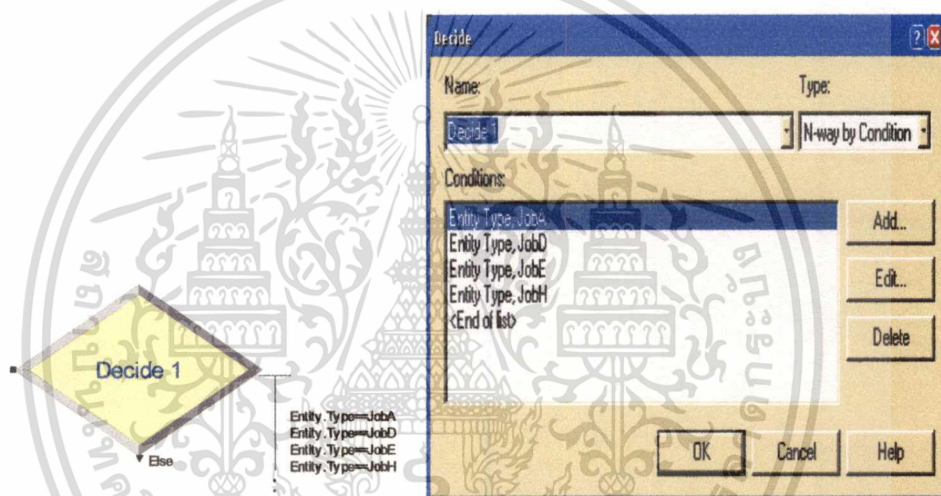 Decide 1
Else
Entity.Type==JobA
Entity.Type==JobD
Entity.Type==JobE
Entity.Type==JobH
Decide
Name:
Type:
Decide 1
N-way by Condition
Conditions:
Entity Type, JobA
Entity Type, JobD
Entity Type, JobE
Entity Type, JobH
<End of list>
Add...
Edit...
Delete
OK
Cancel
Help